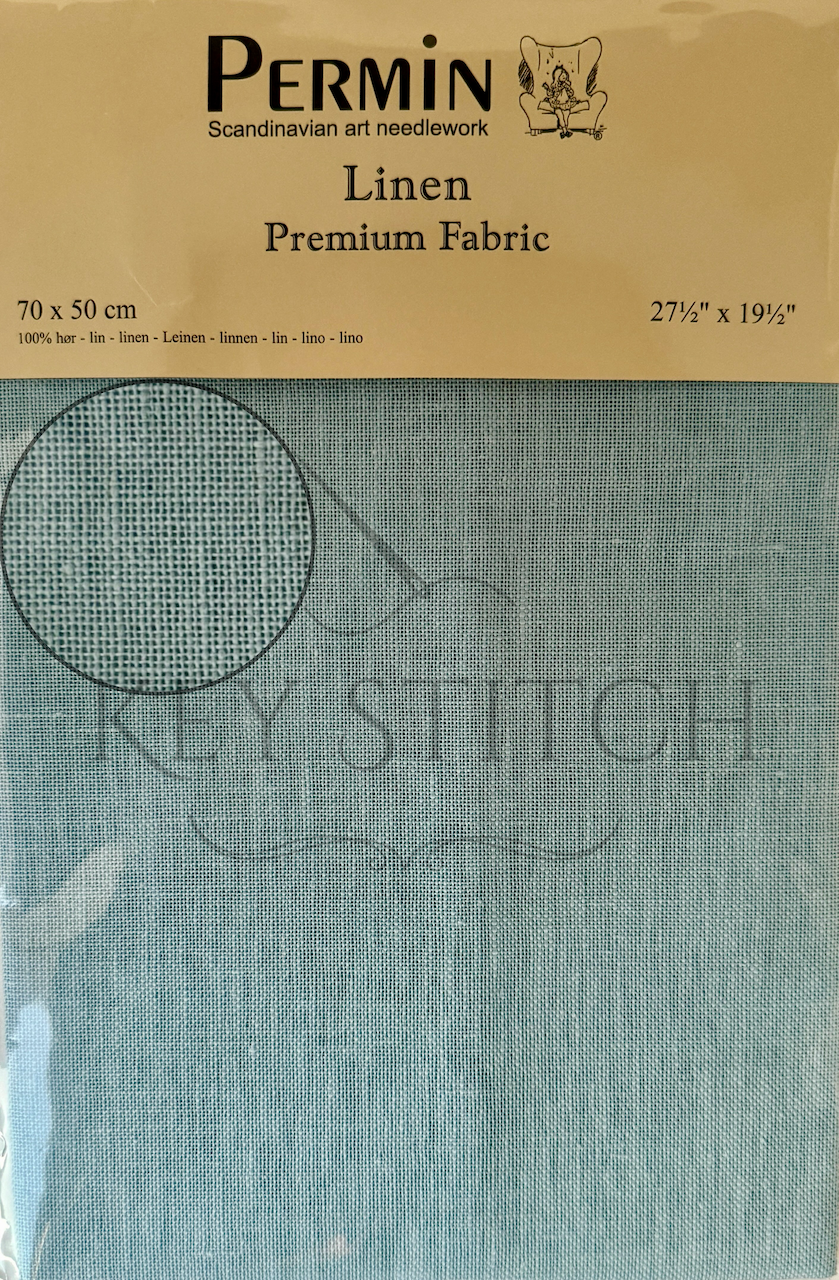 PERMIN
Scandinavian art needlework
Linen
Premium Fabric
70 x 50 cm
27½" x 19½"
100% hør - lin - linen - Leinen - linnen - lin - lino - lino
KEY STITCH